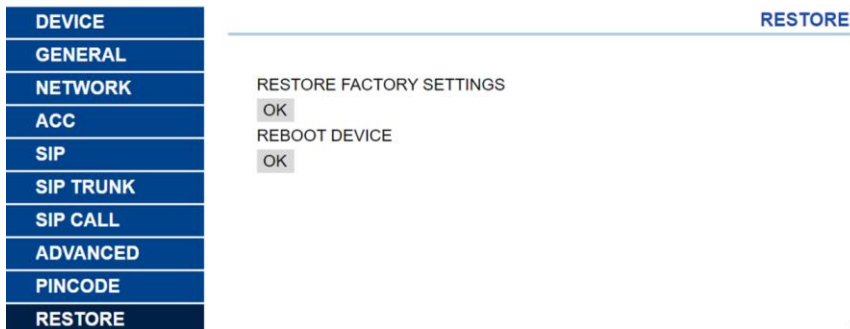 DEVICE
GENERAL
NETWORK
ACC
SIP
SIP TRUNK
SIP CALL
ADVANCED
PINCODE
RESTORE
RESTORE
RESTORE FACTORY SETTINGS
OK
REBOOT DEVICE
OK